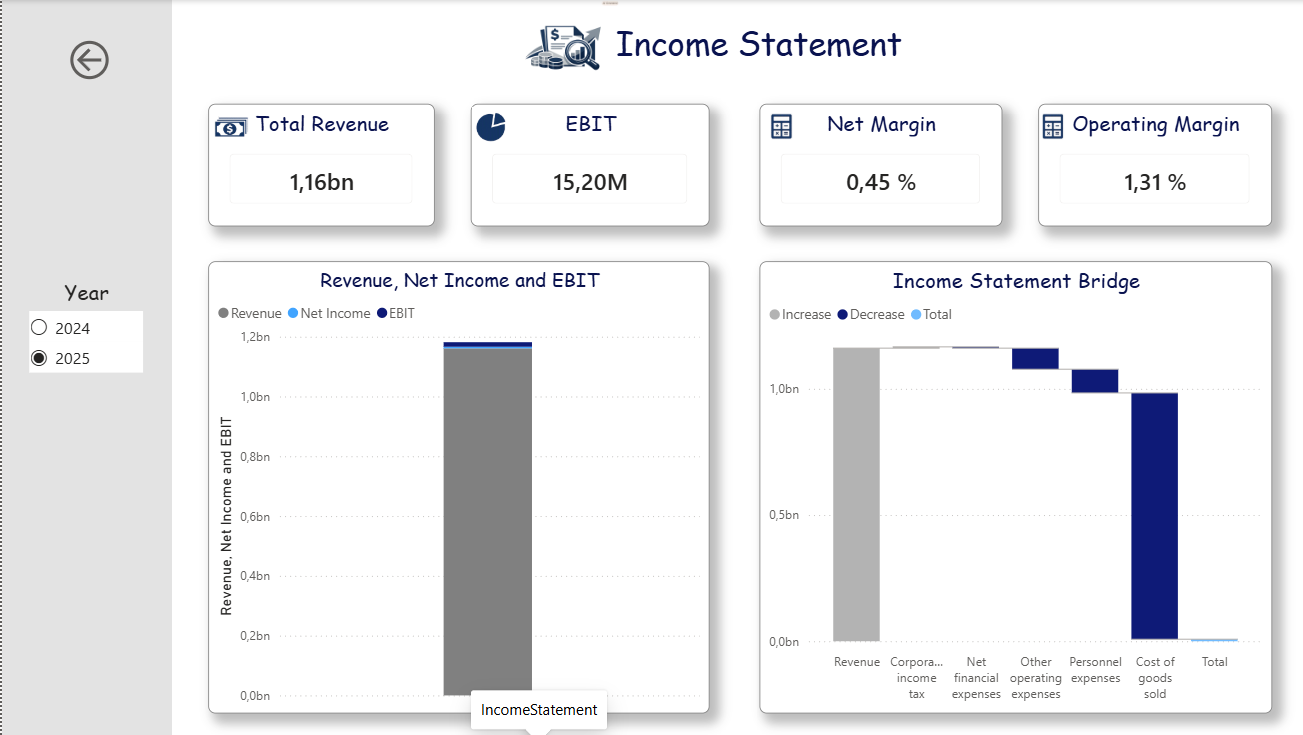 Income Statement
Total Revenue
1,16bn
EBIT
15,20M
Net Margin
0,45 %
Operating Margin
1,31 %
Year
2024
2025
Revenue, Net Income and EBIT
Revenue Net Income EBIT
Revenue, Net Income and EBIT
1,2bn
1,0bn
0,8bn
0,6bn
0,4bn
0,2bn
0,0bn
IncomeStatement
Income Statement Bridge
Increase Decrease Total
1,0bn
0,5bn
0,0bn
Revenue
Corpora...
income
tax
Net
financial
expenses
Other
operating
expenses
Personnel
expenses
Cost of
goods
sold
Total